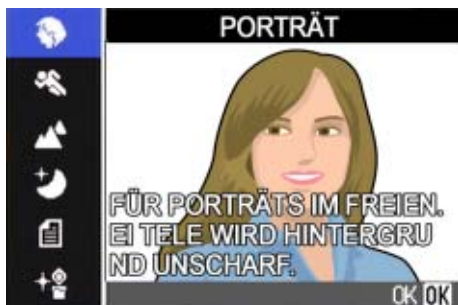 PORTRÄT
FÜR PORTRÄTS IM FREIEN.
EI TELE WIRD HINTERGRU
ND UNSCHARF.
OK OK